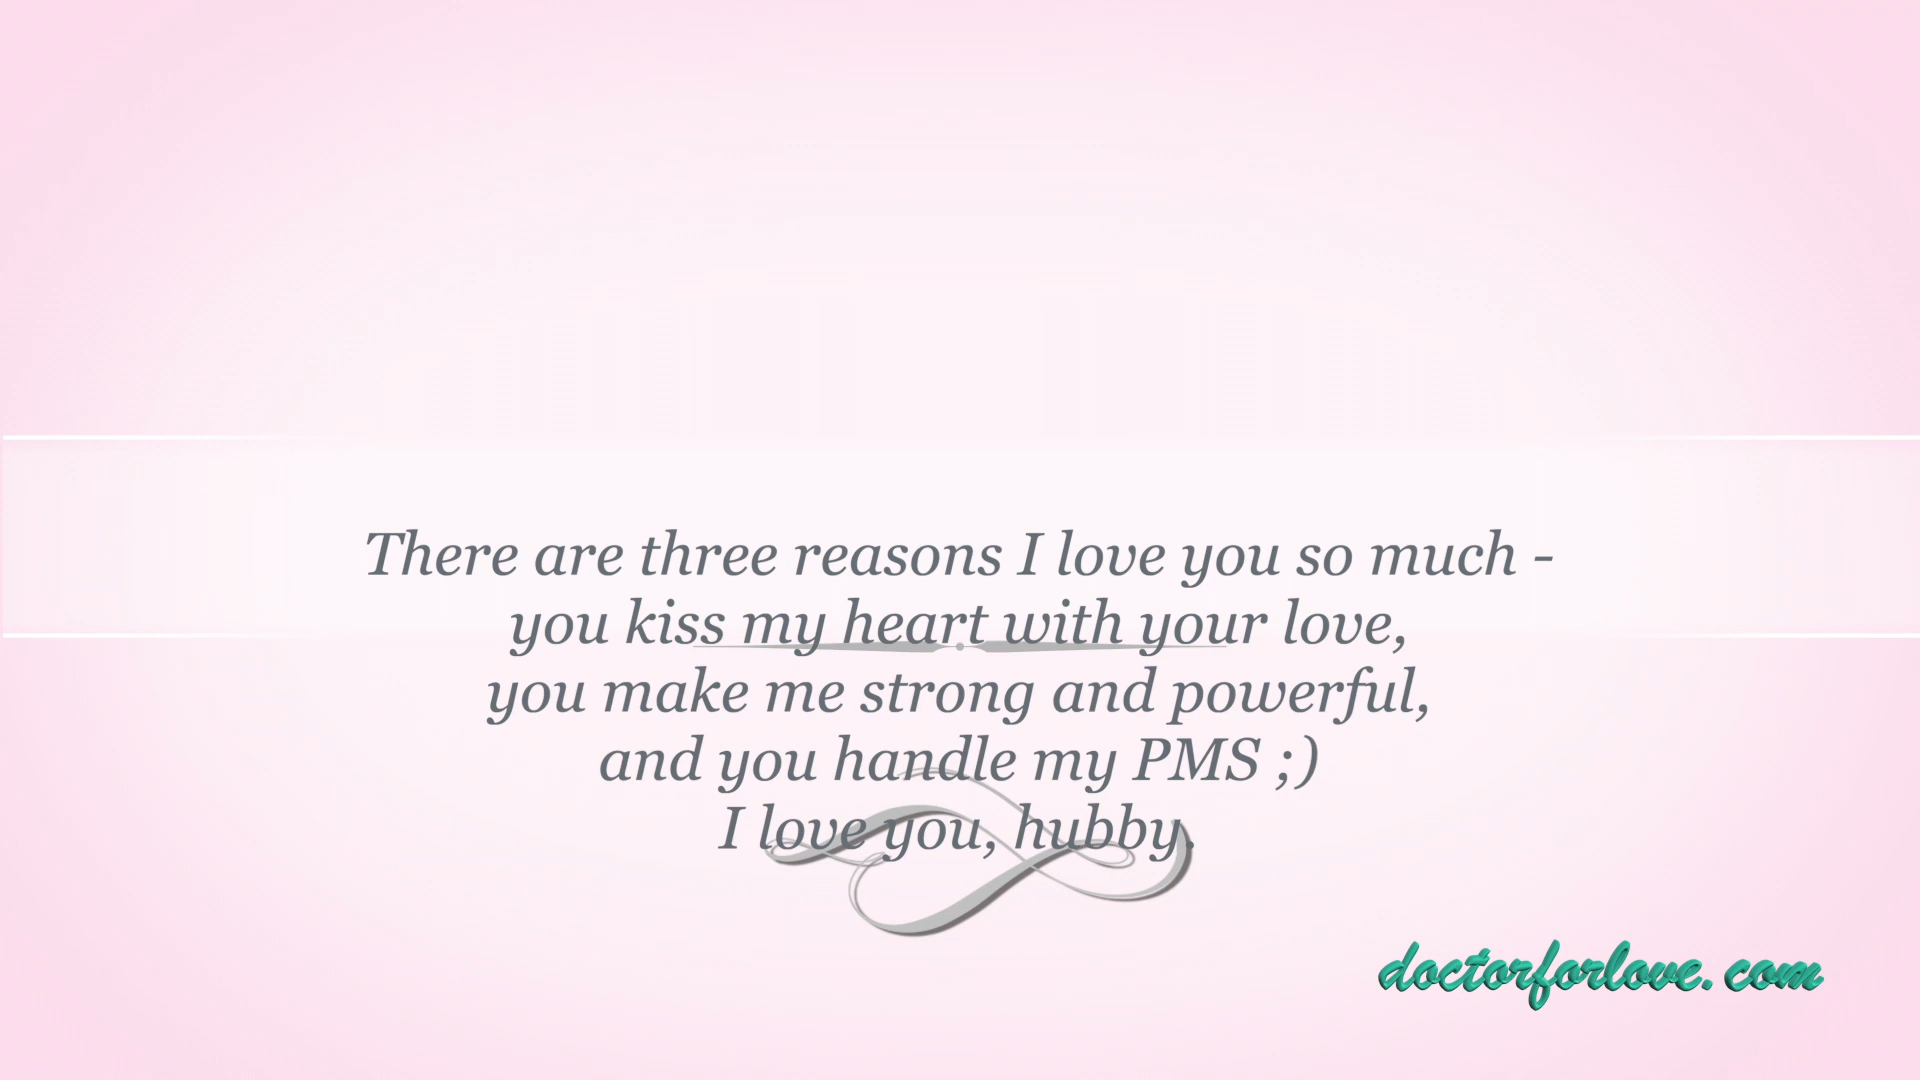 There are three reasons I love you so much -
you kiss my heart with your love,
you make me strong and powerful,
and you handle my PMS ;)
I love you, hubby.
doctorforlove.com